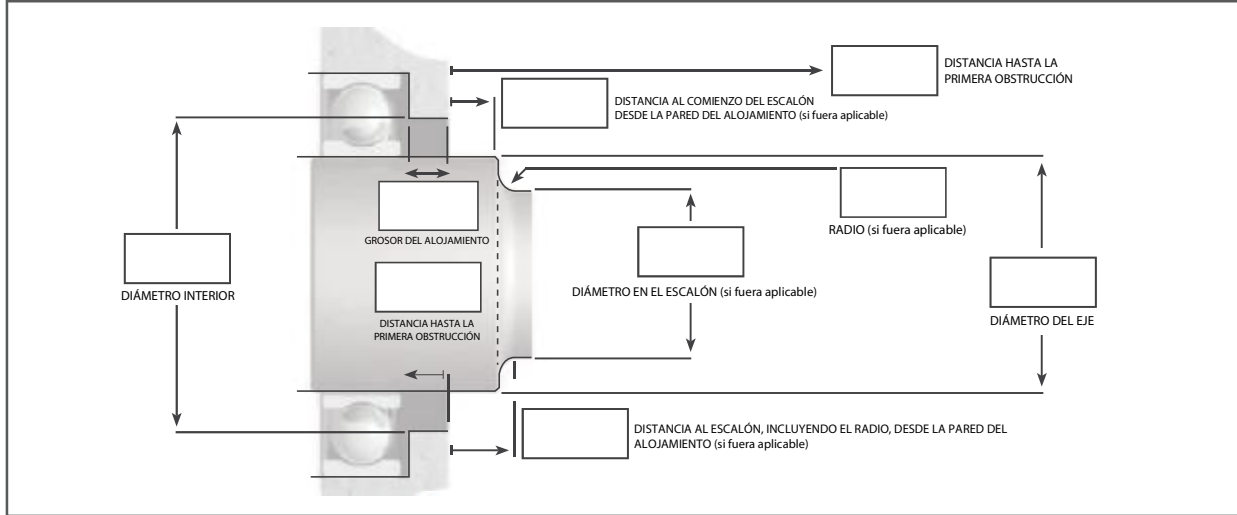 DISTANCIA HASTA LA
PRIMERA OBSTRUCCIÓN
DISTANCIA AL COMIENZO DEL ESCALÓN
DESDE LA PARED DEL ALOJAMIENTO (si fuera aplicable)
RADIO (si fuera aplicable)
GROSOR DEL ALOJAMIENTO
DIÁMETRO INTERIOR
DIÁMETRO EN EL ESCALÓN (si fuera aplicable)
DIÁMETRO DEL EJE
DISTANCIA HASTA LA
PRIMERA OBSTRUCCIÓN
DISTANCIA AL ESCALÓN, INCLUYENDO EL RADIO, DESDE LA PARED DEL
ALOJAMIENTO (si fuera aplicable)